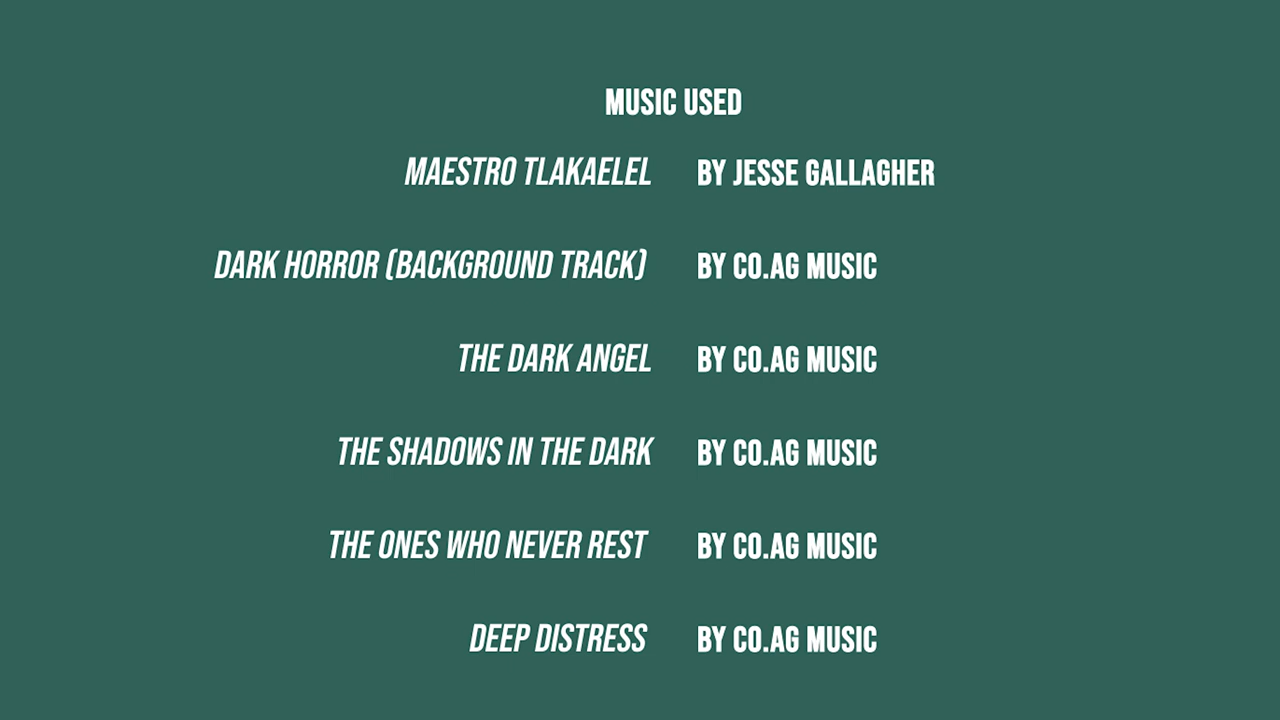 MUSIC USED
MAESTRO TLAKAELEL BY JESSE GALLAGHER
DARK HORROR (BACKGROUND TRACK) BY CO.AG MUSIC
THE DARK ANGEL BY CO.AG MUSIC
THE SHADOWS IN THE DARK BY CO.AG MUSIC
THE ONES WHO NEVER REST BY CO.AG MUSIC
DEEP DISTRESS BY CO.AG MUSIC